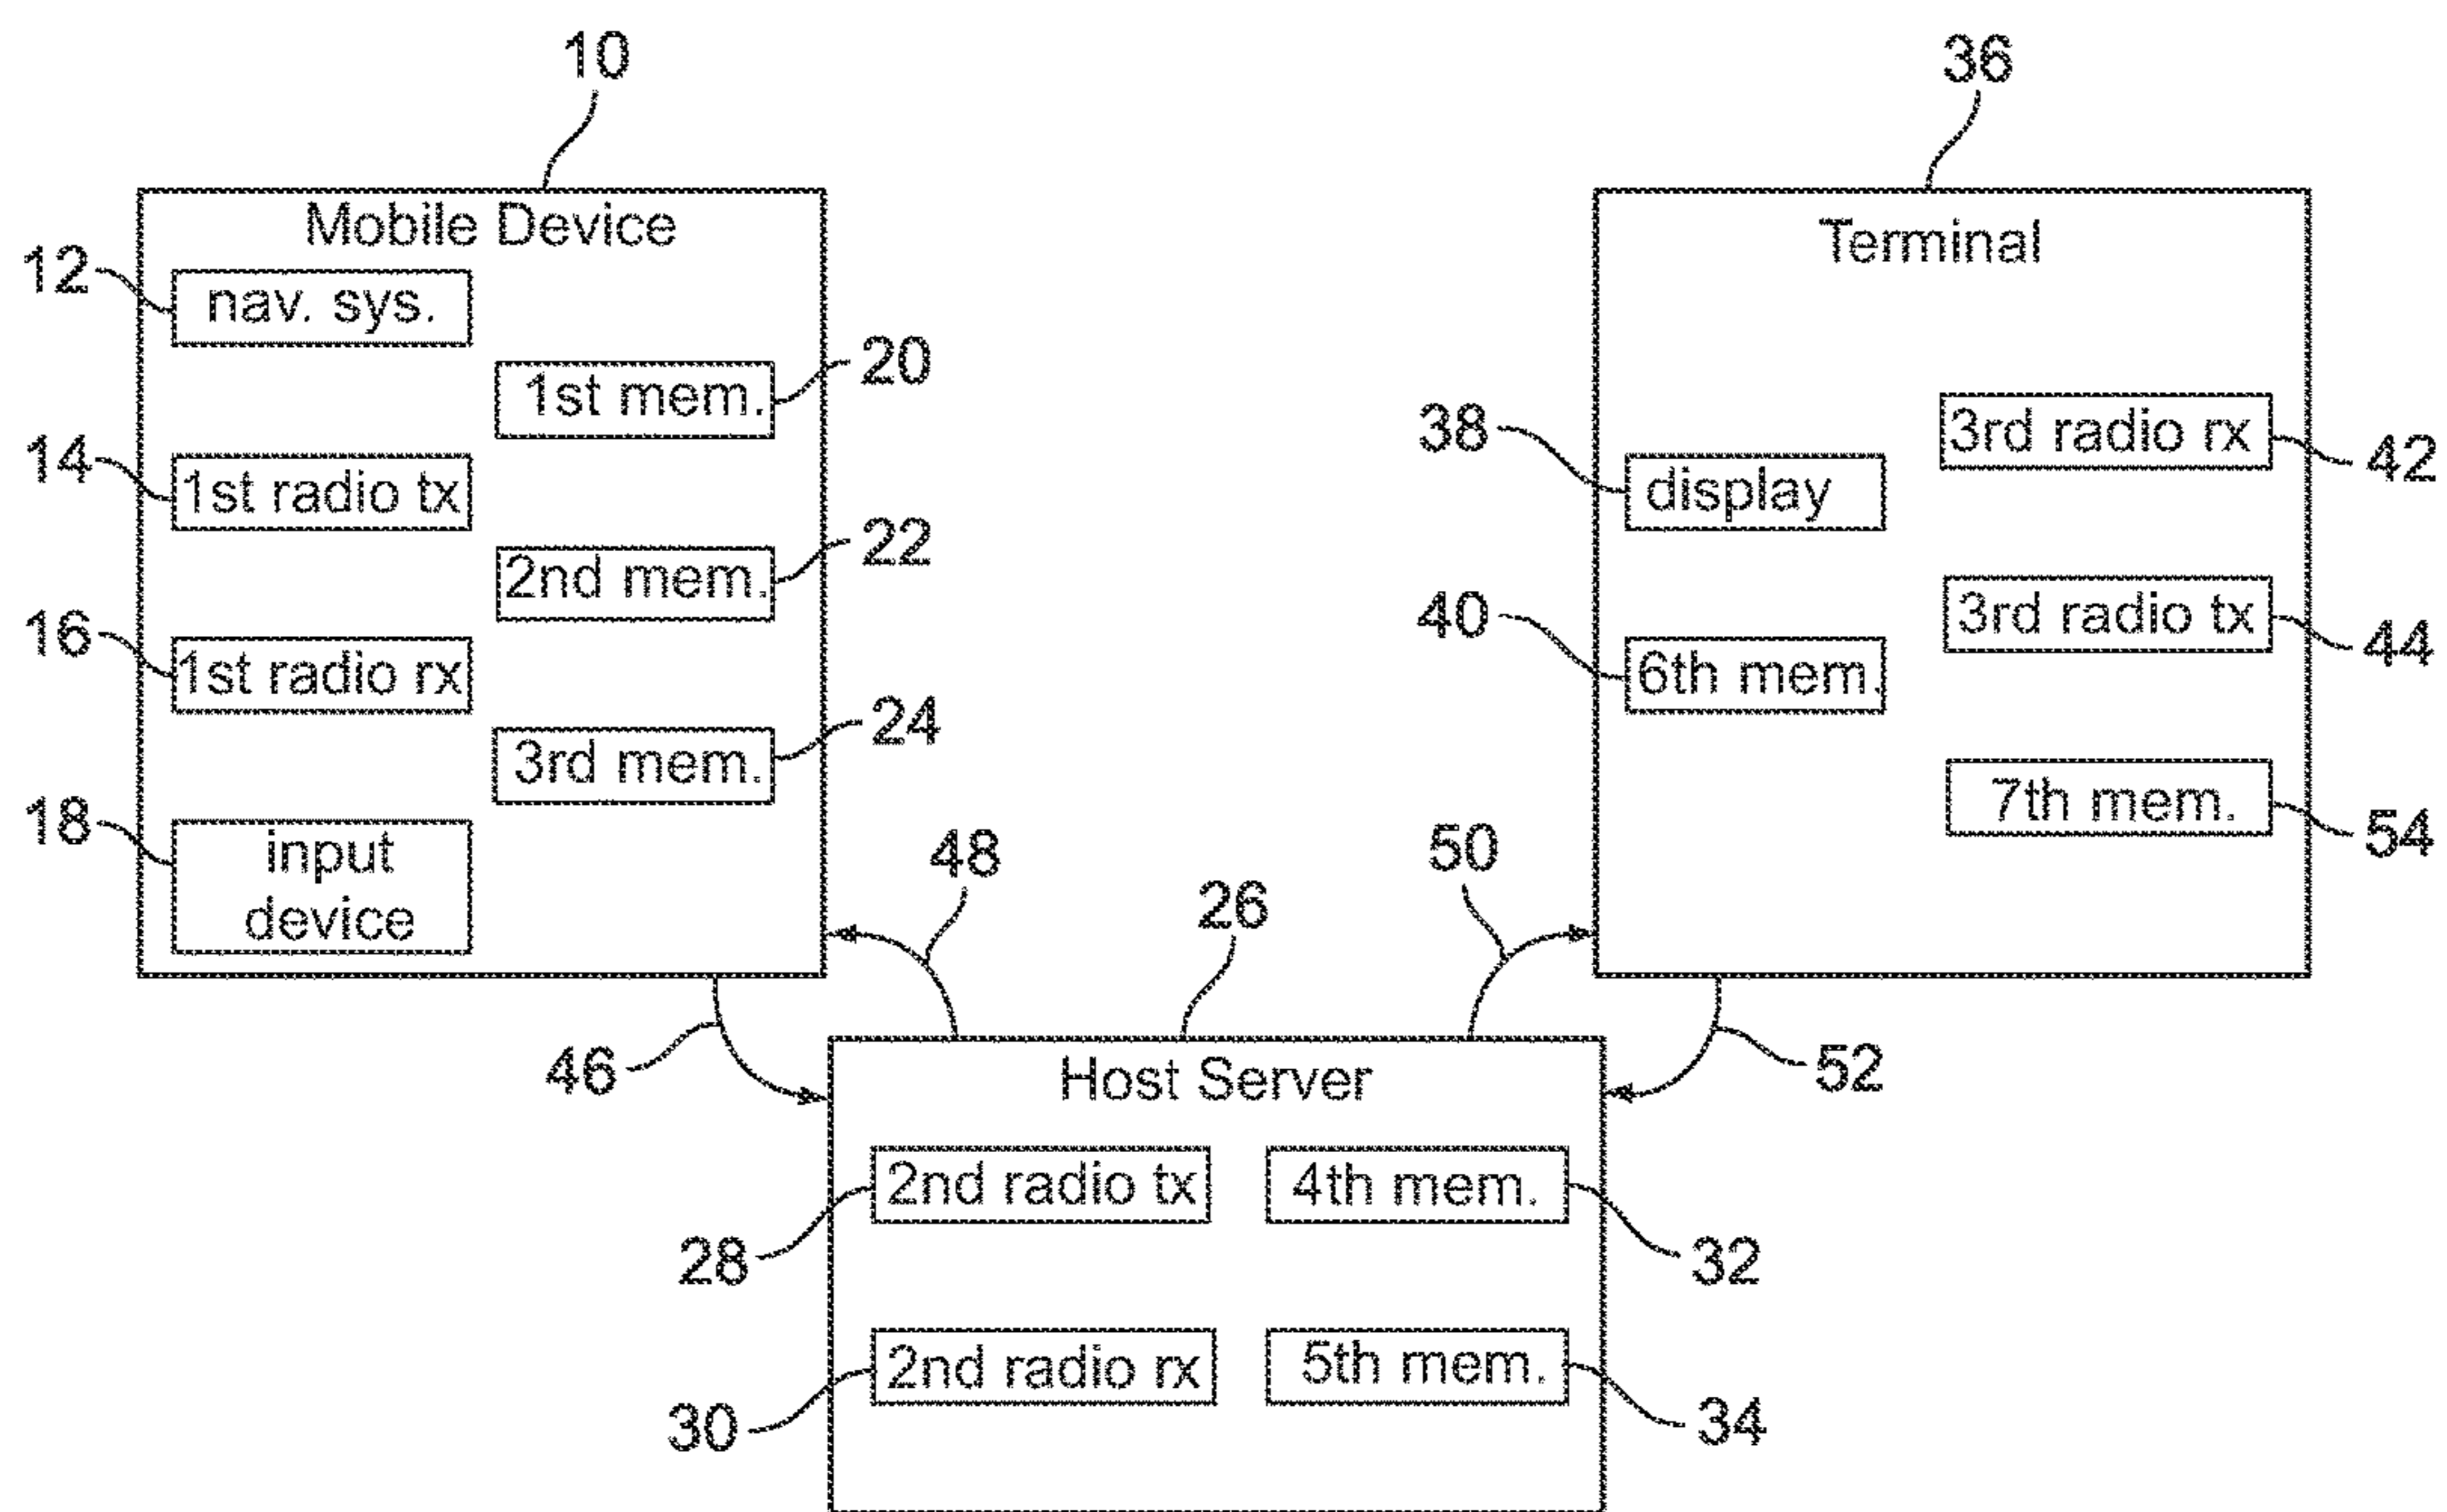 10
Mobile Device
12
nav. sys.
1st mem.
20
14
1st radio tx
2nd mem.
22
16
1st radio rx
3rd mem.
24
18
input
device
46
48
36
Terminal
3rd radio rx
42
38
display
3rd radio tx
44
40
6th mem.
7th mem.
54
50
52
26
Host Server
2nd radio tx
28
4th mem.
32
2nd radio rx
30
5th mem.
34